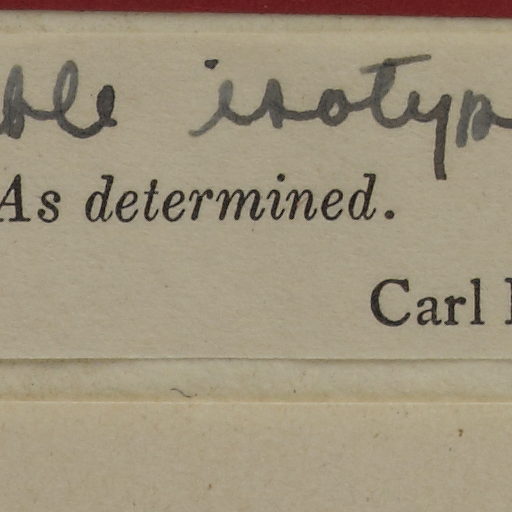 ble isotyp
As determined.
Carl